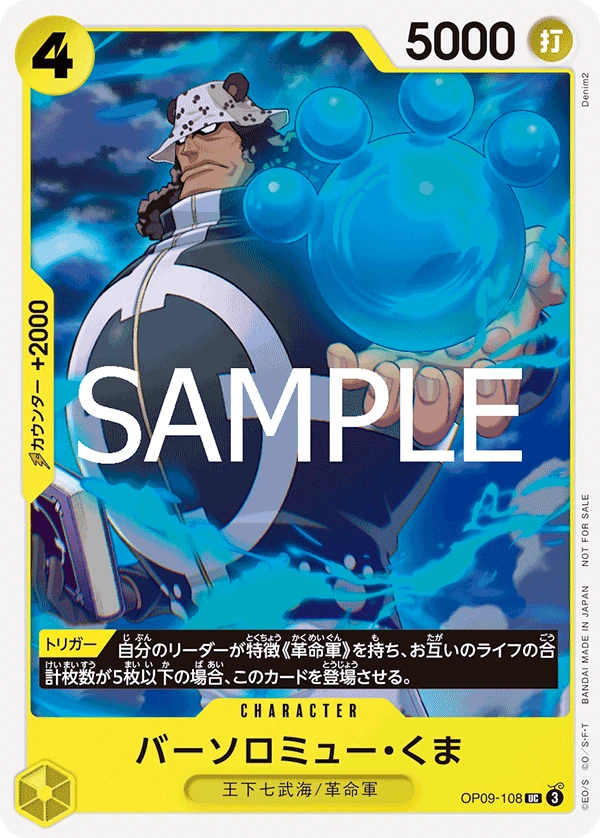 4
5000
打
Denim2
カウンター +2000
SAMPLE
トリガー 自分のリーダーが特徴《革命軍》を持ち、お互いのライフの合
計枚数が5枚以下の場合、このカードを登場させる。
CHARACTER
バーソロミュー・くま
王下七武海/革命軍
OP09-108 UC 3
©E.O/S ©O/S・F・T BANDAI MADE IN JAPAN NOT FOR SALE